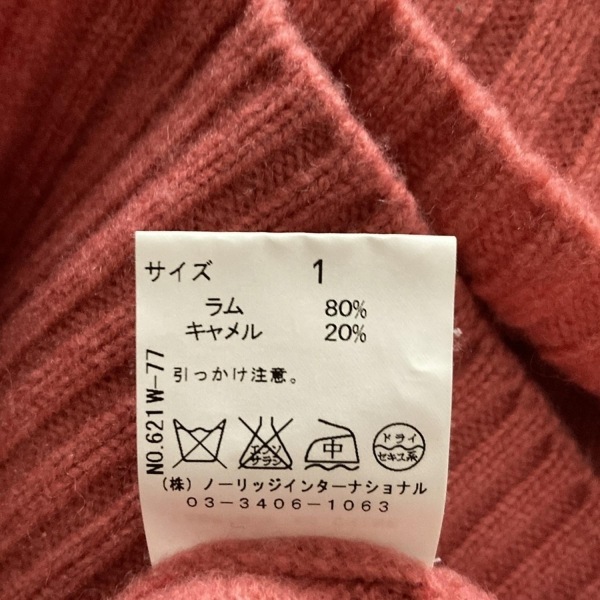 サイズ 1
ラム 80%
キャメル 20%
引っかけ注意。
NO.621W-77
エンソ
サラシ
中
ドライ
セキユ系
(株) ノーリッジインターナショナル
03-3406-1063